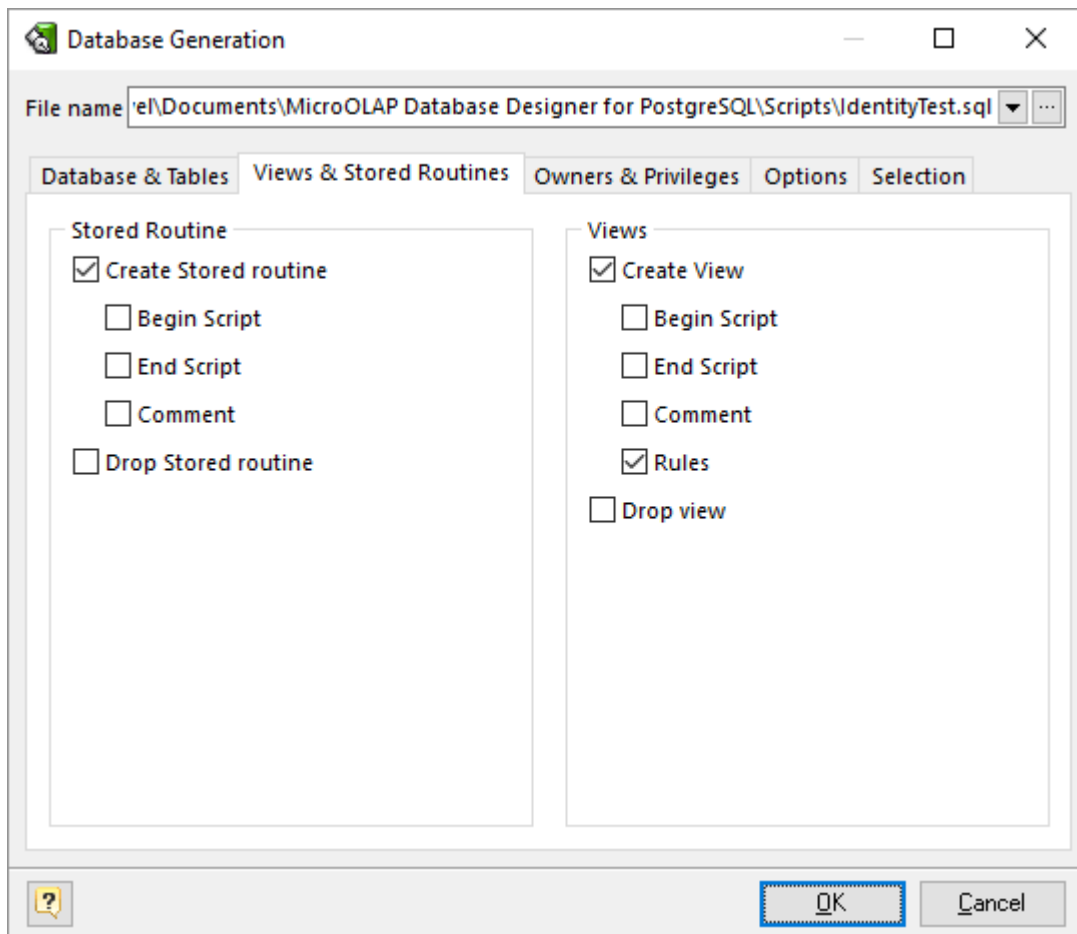 Database Generation
File name el\Documents\MicroOLAP Database Designer for PostgreSQL\Scripts\IdentityTest.sql ...
Database & Tables Views & Stored Routines Owners & Privileges Options Selection
Stored Routine
Create Stored routine
Begin Script
End Script
Comment
Drop Stored routine
Views
Create View
Begin Script
End Script
Comment
Rules
Drop view
?
OK Cancel